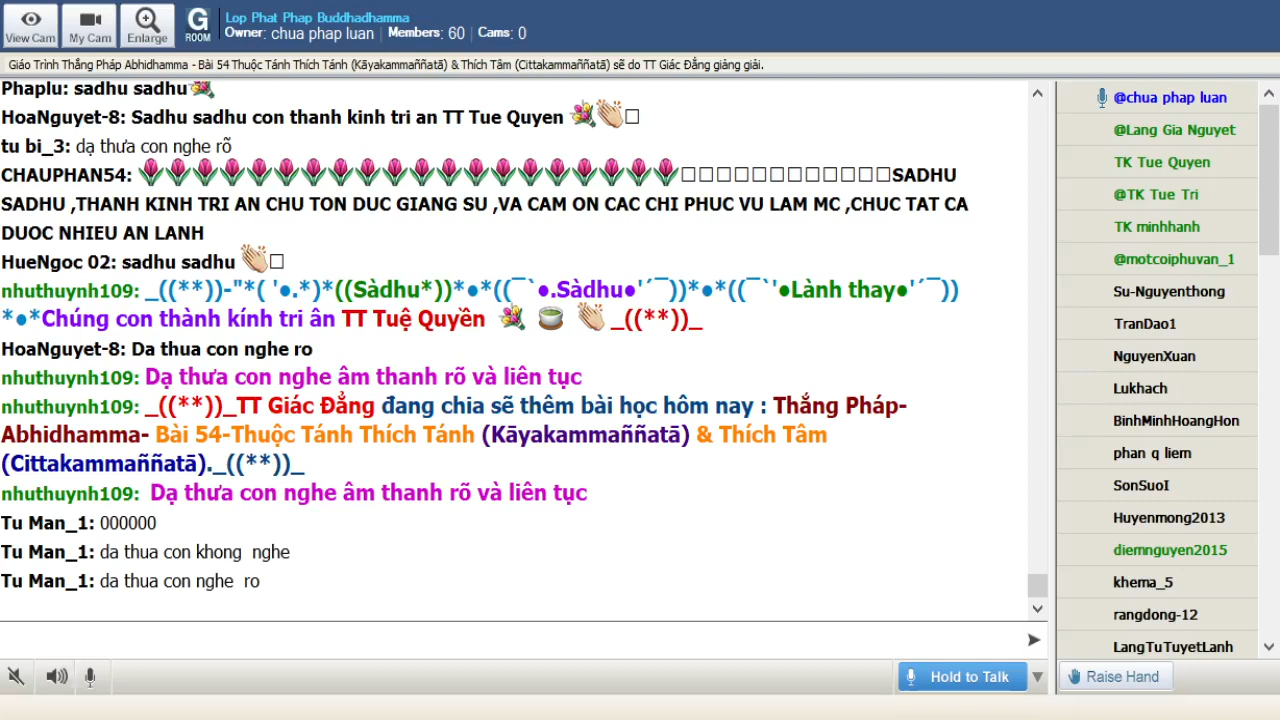 View Cam
My Cam
Enlarge
G
ROOM
Lop Phat Phap Buddhadhamma
Owner: chua phap luan | Members: 60 | Cams: 0
Giáo Trình Thắng Pháp Abhidhamma - Bài 54 Thuộc Tánh Thích Tánh (Kāyakammaññatā) & Thích Tâm (Cittakammaññatā) sẽ do TT Giác Đẳng giảng giải.
Phaplu: sadhu sadhu
HoaNguyet-8: Sadhu sadhu con thanh kinh tri an TT Tue Quyen
tu bi_3: dạ thưa con nghe rõ
CHAUPHAN54: SADHU
SADHU ,THANH KINH TRI AN CHU TON DUC GIANG SU ,VA CAM ON CAC CHI PHUC VU LAM MC ,CHUC TAT CA
DUOC NHIEU AN LANH
HueNgoc 02: sadhu sadhu
nhuthuynh109: _((**))-"*( '●.*)*((Sàdhu*))*●*((¯`●.Sàdhu●'´¯))*●*((¯`'●Lành thay●'´¯))
*●*Chúng con thành kính tri ân TT Tuệ Quyền _((**))_
HoaNguyet-8: Da thua con nghe ro
nhuthuynh109: Dạ thưa con nghe âm thanh rõ và liên tục
nhuthuynh109: _((**))_TT Giác Đẳng đang chia sẽ thêm bài học hôm nay : Thắng Pháp-
Abhidhamma- Bài 54-Thuộc Tánh Thích Tánh (Kāyakammaññatā) & Thích Tâm
(Cittakammaññatā)._((**))_
nhuthuynh109: Dạ thưa con nghe âm thanh rõ và liên tục
Tu Man_1: 000000
Tu Man_1: da thua con khong nghe
Tu Man_1: da thua con nghe ro
Hold to Talk
@chua phap luan
@Lang Gia Nguyet
TK Tue Quyen
@TK Tue Tri
TK minhhanh
@motcoiphuvan_1
Su-Nguyenthong
TranDao1
NguyenXuan
Lukhach
BinhMinhHoangHon
phan q liem
SonSuoI
Huyenmong2013
diemnguyen2015
khema_5
rangdong-12
LangTuTuyetLanh
Raise Hand